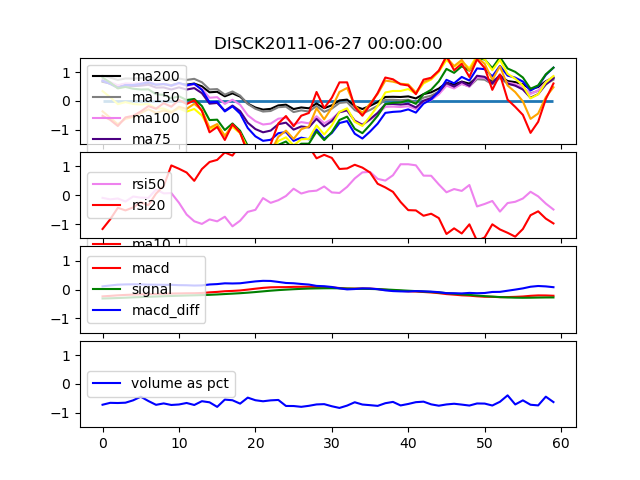 DISCK2011-06-27 00:00:00
1
0
−1
ma200
ma150
ma100
ma75
1
0
−1
rsi50
rsi20
ma10
1
0
−1
macd
signal
macd_diff
1
0
−1
volume as pct
0 10 20 30 40 50 60